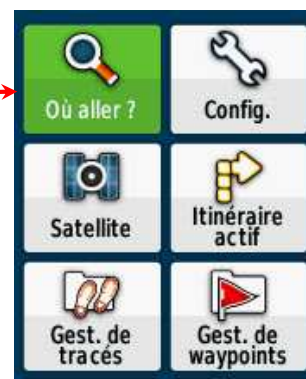 Où aller ?
Config.
Satellite
Itinéraire
actif
Gest. de
tracés
Gest. de
waypoints